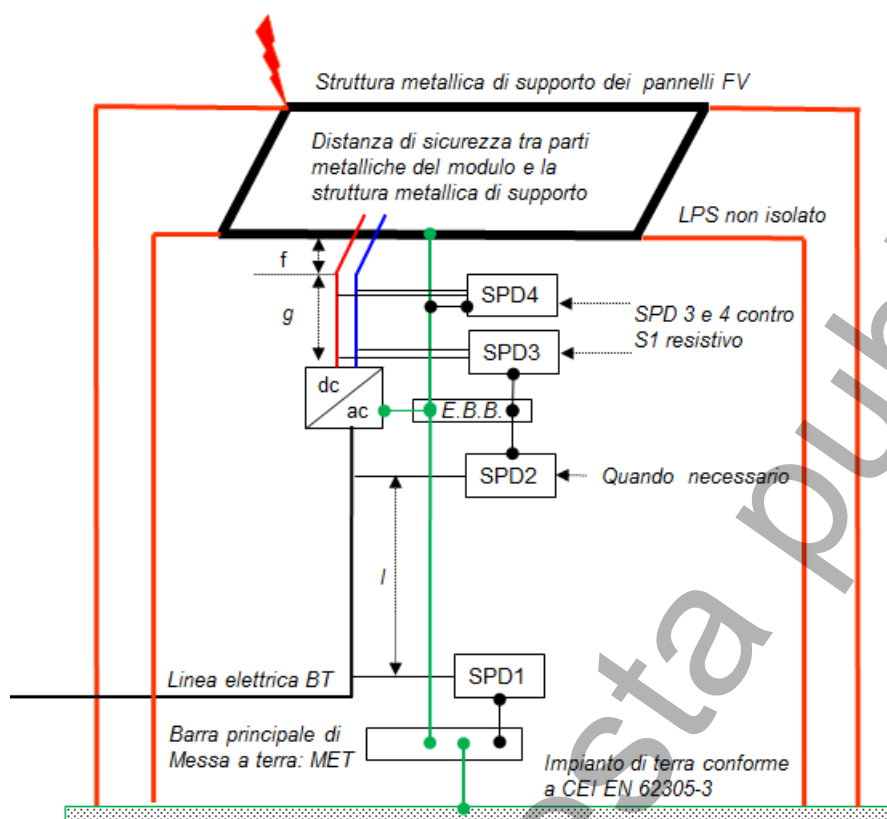 Struttura metallica di supporto dei pannelli FV
Distanza di sicurezza tra parti
metalliche del modulo e la
struttura metallica di supporto
LPS non isolato
f
g
SPD4
SPD 3 e 4 contro
S1 resistivo
SPD3
dc
ac
E.B.B.
SPD2
Quando necessario
l
Linea elettrica BT
SPD1
Barra principale di
Messa a terra: MET
Impianto di terra conforme
a CEI EN 62305-3
sta pub